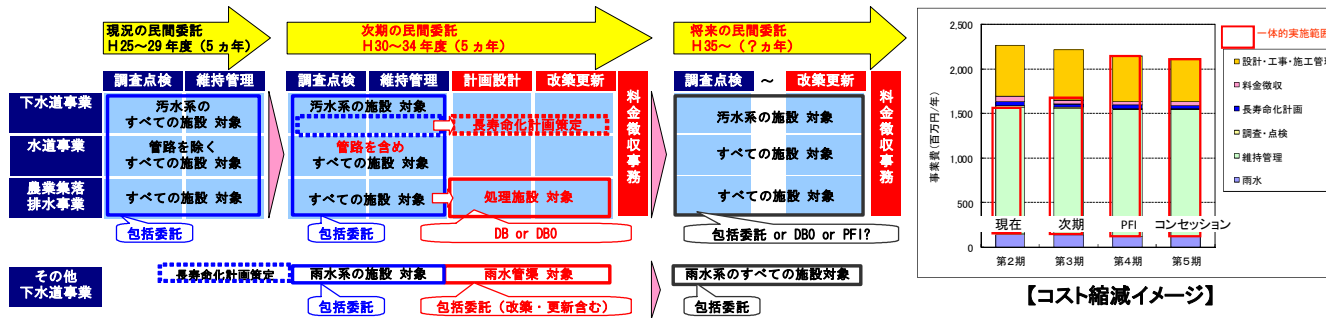 現況の民間委託
H25～29年度(5ヵ年)
次期の民間委託
H30～34年度(5ヵ年)
将来の民間委託
H35～(?ヵ年)
調査点検
維持管理
調査点検
維持管理
計画設計
改築更新
料金徴収事務
調査点検
～
改築更新
料金徴収事務
下水道事業
汚水系の
すべての施設 対象
汚水系の施設 対象
長寿命化計画策定
汚水系の施設 対象
水道事業
管路を除く
すべての施設 対象
管路を含め
すべての施設 対象
すべての施設 対象
農業集落
排水事業
すべての施設 対象
すべての施設 対象
処理施設 対象
すべての施設 対象
包括委託
包括委託
DB or DBO
包括委託 or DBO or PFI?
その他
下水道事業
長寿命化計画策定
雨水系の施設 対象
雨水管渠 対象
雨水系のすべての施設対象
包括委託
包括委託(改築・更新含む)
包括委託
事業費(百万円/年)
2,500
2,000
1,500
1,000
500
0
現在
次期
PFI
コンセッション
第2期
第3期
第4期
第5期
一体的実施範囲
設計・工事・施工管理
料金徴収
長寿命化計画
調査・点検
維持管理
雨水
【コスト縮減イメージ】